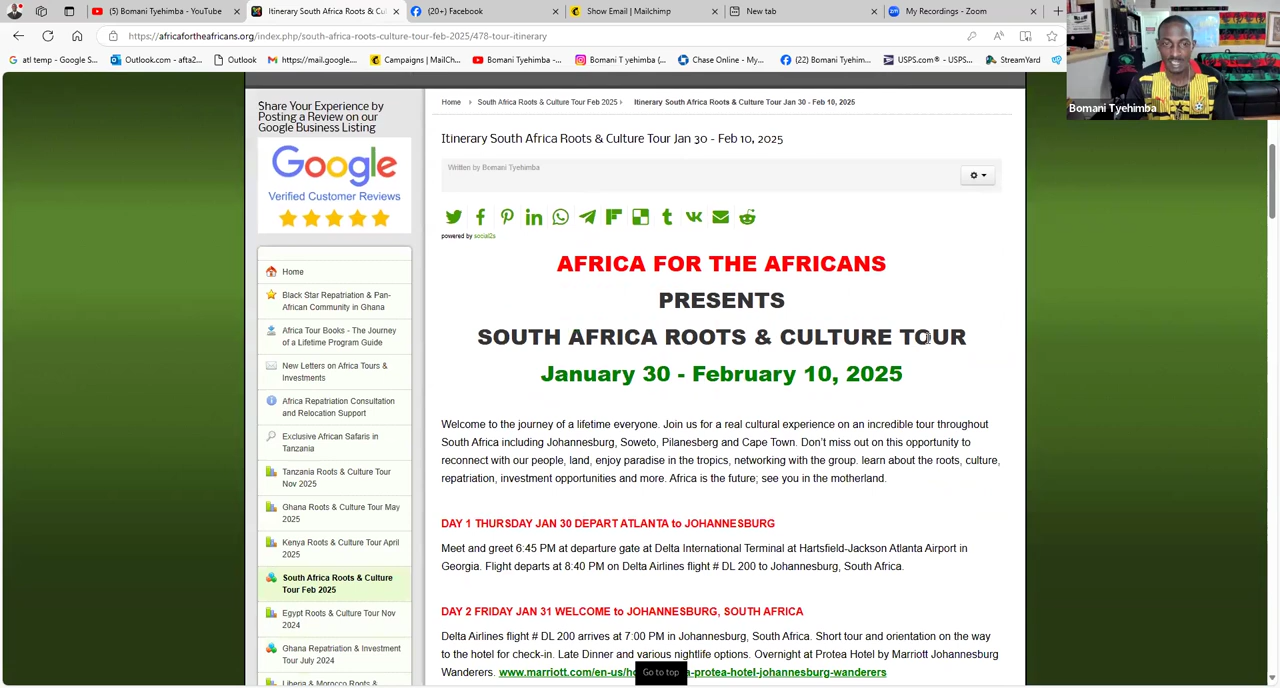 (5) Bomani Tyehimba - YouTube
Itinerary South Africa Roots & Cu
(20+) Facebook
Show Email | Mailchimp
New tab
My Recordings - Zoom
https://africafortheafricans.org/index.php/south-africa-roots-culture-tour-feb-2025/478-tour-itinerary
atl temp - Google S...
Outlook.com - afta2...
Outlook
https://mail.google....
Campaigns | MailCh...
Bomani Tyehimba -...
Bomani T yehimba...
Chase Online - My...
(22) Bomani Tyehim...
USPS.com® - USPS...
StreamYard
Bomani Tyehimba
Share Your Experience by
Posting a Review on our
Google Business Listing
Google
Verified Customer Reviews
Home
Black Star Repatriation & Pan-
African Community in Ghana
Africa Tour Books - The Journey
of a Lifetime Program Guide
New Letters on Africa Tours &
Investments
Africa Repatriation Consultation
and Relocation Support
Exclusive African Safaris in
Tanzania
Tanzania Roots & Culture Tour
Nov 2025
Ghana Roots & Culture Tour May
2025
Kenya Roots & Culture Tour April
2025
South Africa Roots & Culture
Tour Feb 2025
Egypt Roots & Culture Tour Nov
2024
Ghana Repatriation & Investment
Tour July 2024
Liberia & Morocco Roots &
Home South Africa Roots & Culture Tour Feb 2025 Itinerary South Africa Roots & Culture Tour Jan 30 - Feb 10, 2025
Itinerary South Africa Roots & Culture Tour Jan 30 - Feb 10, 2025
Written by Bomani Tyehimba
powered by social2s
AFRICA FOR THE AFRICANS
PRESENTS
SOUTH AFRICA ROOTS & CULTURE TOUR
January 30 - February 10, 2025
Welcome to the journey of a lifetime everyone. Join us for a real cultural experience on an incredible tour throughout
South Africa including Johannesburg, Soweto, Pilanesberg and Cape Town. Don't miss out on this opportunity to
reconnect with our people, land, enjoy paradise in the tropics, networking with the group. learn about the roots, culture,
repatriation, investment opportunities and more. Africa is the future; see you in the motherland.
DAY 1 THURSDAY JAN 30 DEPART ATLANTA to JOHANNESBURG
Meet and greet 6:45 PM at departure gate at Delta International Terminal at Hartsfield-Jackson Atlanta Airport in
Georgia. Flight departs at 8:40 PM on Delta Airlines flight # DL 200 to Johannesburg, South Africa.
DAY 2 FRIDAY JAN 31 WELCOME to JOHANNESBURG, SOUTH AFRICA
Delta Airlines flight # DL 200 arrives at 7:00 PM in Johannesburg, South Africa. Short tour and orientation on the way
to the hotel for check-in. Late Dinner and various nightlife options. Overnight at Protea Hotel by Marriott Johannesburg
Wanderers. www.marriott.com/en-us/ho a-protea-hotel-johannesburg-wanderers
Go to top